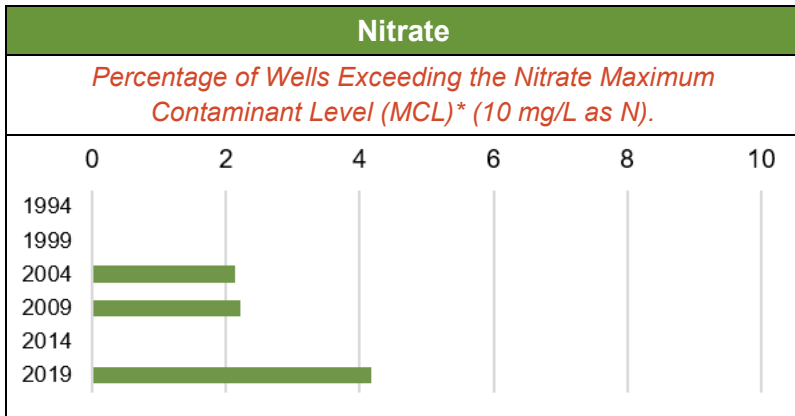 Nitrate
Percentage of Wells Exceeding the Nitrate Maximum
Contaminant Level (MCL)* (10 mg/L as N).
0 2 4 6 8 10
1994
1999
2004
2009
2014
2019